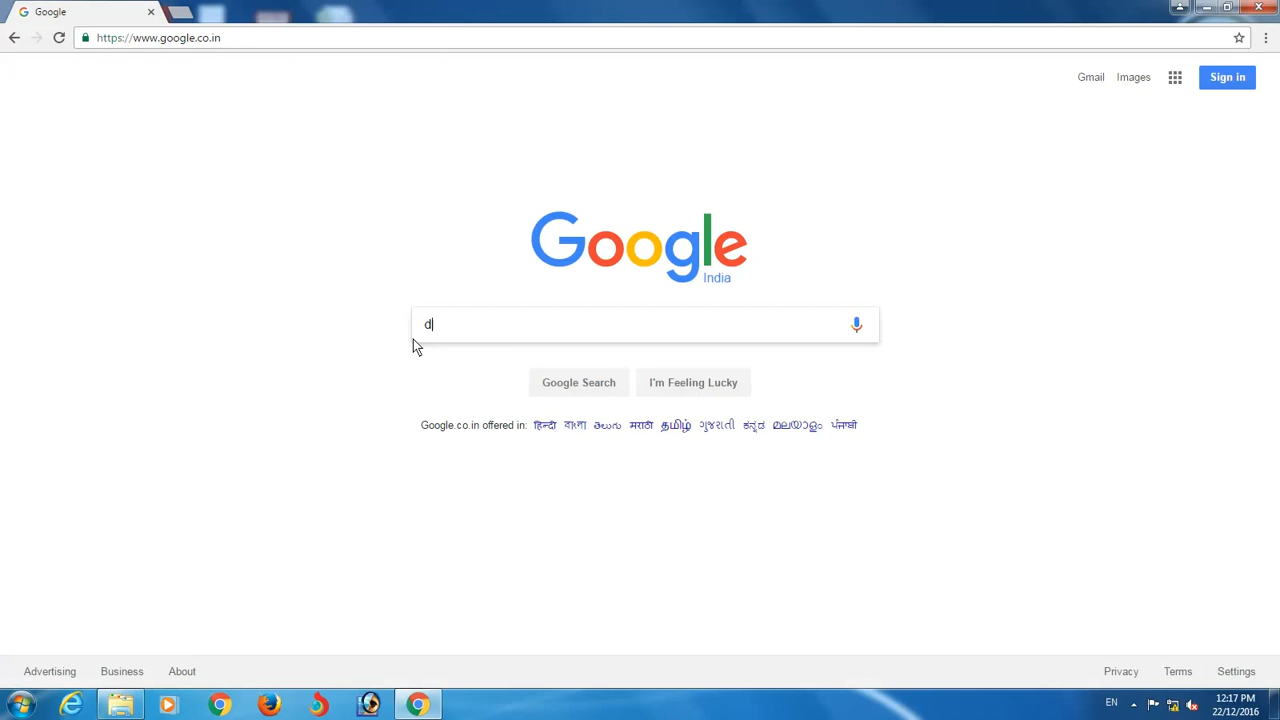 Google
https://www.google.co.in
Gmail Images Sign in
Google
India
d
Google Search I'm Feeling Lucky
Google.co.in offered in: हिन्दी বাংলা తెలుగు मराठी தமிழ் ગુજરાતી ಕನ್ನಡ മലയാളം ਪੰਜਾਬੀ
Advertising Business About Privacy Terms Settings
EN 12:17 PM
22/12/2016